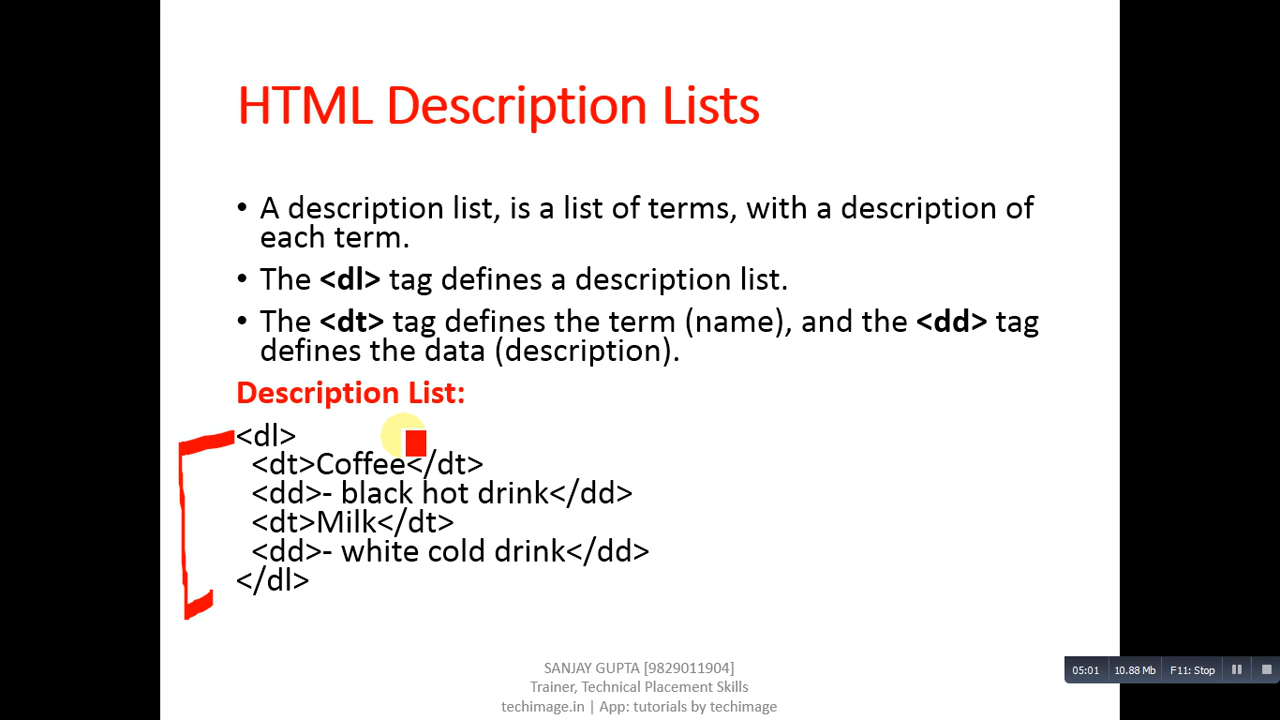 HTML Description Lists
• A description list, is a list of terms, with a description of
each term.
• The <dl> tag defines a description list.
• The <dt> tag defines the term (name), and the <dd> tag
defines the data (description).
Description List:
<dl>
<dt>Coffee</dt>
<dd>- black hot drink</dd>
<dt>Milk</dt>
<dd>- white cold drink</dd>
</dl>
SANJAY GUPTA [9829011904]
Trainer, Technical Placement Skills
techimage.in | App: tutorials by techimage
05:01 10.88 Mb F11: Stop